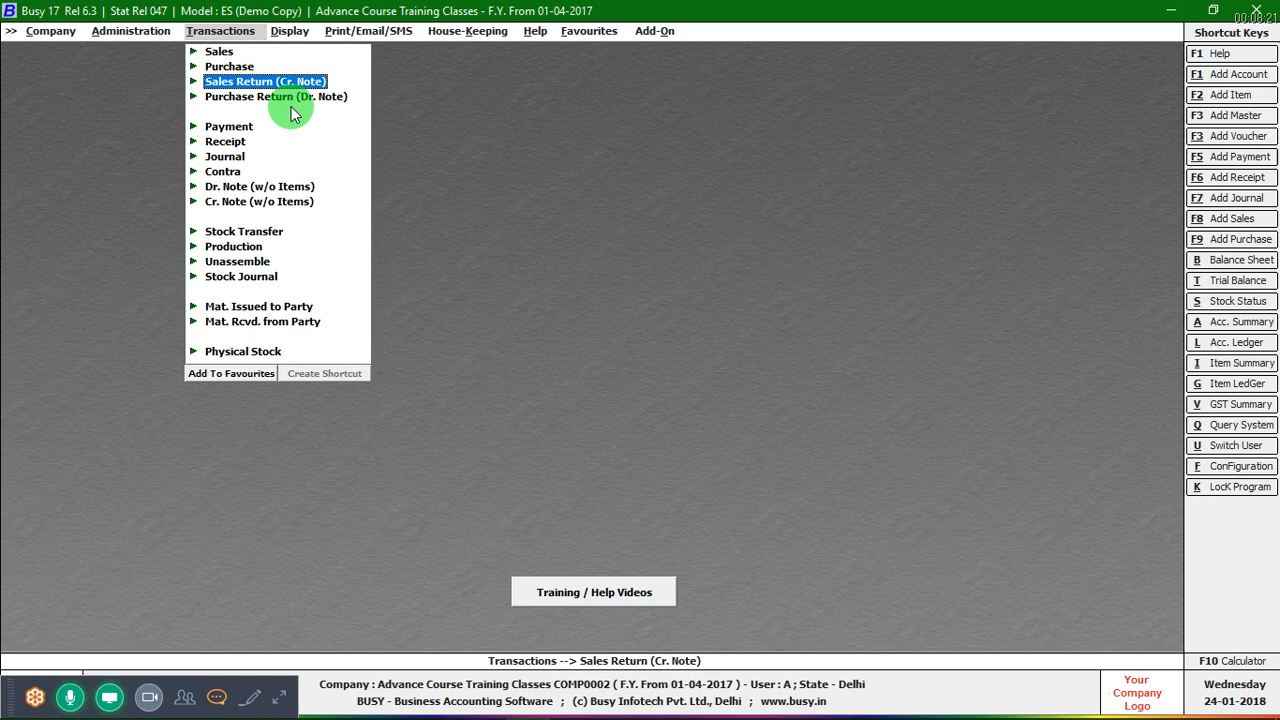 Busy 17 Rel 6.3 | Stat Rel 047 | Model : ES (Demo Copy) | Advance Course Training Classes - F.Y. From 01-04-2017
00:08:21
>> Company Administration Transactions Display Print/Email/SMS House-Keeping Help Favourites Add-On
Sales
Purchase
Sales Return (Cr. Note)
Purchase Return (Dr. Note)
Payment
Receipt
Journal
Contra
Dr. Note (w/o Items)
Cr. Note (w/o Items)
Stock Transfer
Production
Unassemble
Stock Journal
Mat. Issued to Party
Mat. Rcvd. from Party
Physical Stock
Add To Favourites Create Shortcut
Shortcut Keys
F1 Help
F1 Add Account
F2 Add Item
F3 Add Master
F3 Add Voucher
F5 Add Payment
F6 Add Receipt
F7 Add Journal
F8 Add Sales
F9 Add Purchase
B Balance Sheet
T Trial Balance
S Stock Status
A Acc. Summary
L Acc. Ledger
I Item Summary
G Item LedGer
V GST Summary
Q Query System
U Switch User
F ConFiguration
K LocK Program
Training / Help Videos
Transactions --> Sales Return (Cr. Note)
F10 Calculator
Company : Advance Course Training Classes COMP0002 ( F.Y. From 01-04-2017 ) - User : A ; State - Delhi
BUSY - Business Accounting Software ; (c) Busy Infotech Pvt. Ltd., Delhi ; www.busy.in
Your
Company
Logo
Wednesday
24-01-2018